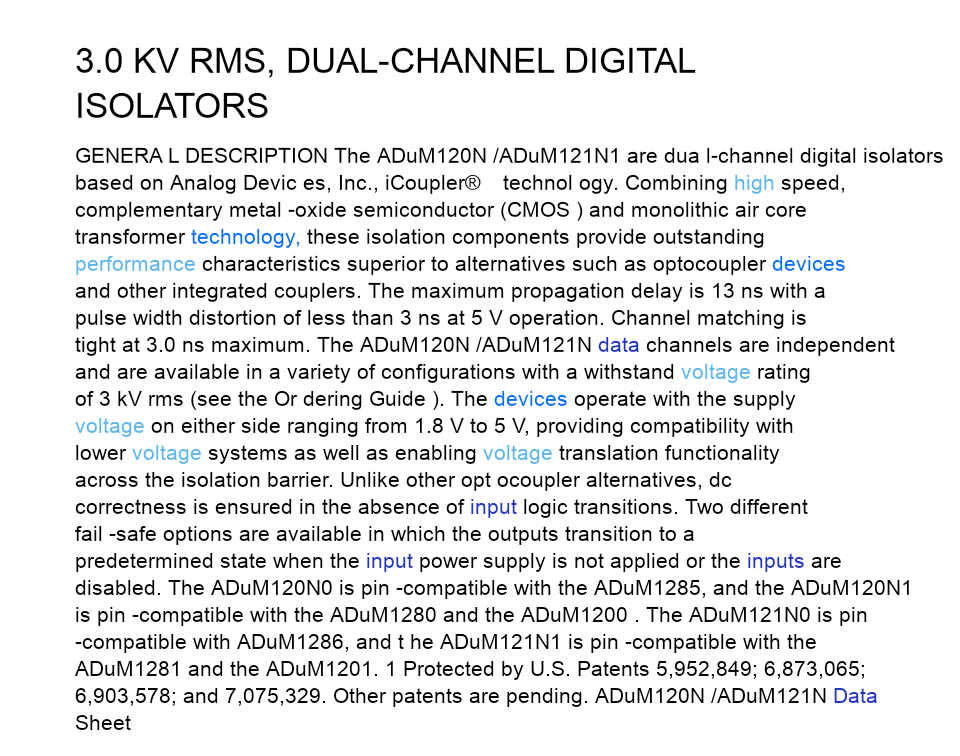 3.0 KV RMS, DUAL-CHANNEL DIGITAL
ISOLATORS
GENERA L DESCRIPTION The ADuM120N /ADuM121N1 are dua l-channel digital isolators
based on Analog Devic es, Inc., iCoupler® technol ogy. Combining high speed,
complementary metal -oxide semiconductor (CMOS ) and monolithic air core
transformer technology, these isolation components provide outstanding
performance characteristics superior to alternatives such as optocoupler devices
and other integrated couplers. The maximum propagation delay is 13 ns with a
pulse width distortion of less than 3 ns at 5 V operation. Channel matching is
tight at 3.0 ns maximum. The ADuM120N /ADuM121N data channels are independent
and are available in a variety of configurations with a withstand voltage rating
of 3 kV rms (see the Or dering Guide ). The devices operate with the supply
voltage on either side ranging from 1.8 V to 5 V, providing compatibility with
lower voltage systems as well as enabling voltage translation functionality
across the isolation barrier. Unlike other opt ocoupler alternatives, dc
correctness is ensured in the absence of input logic transitions. Two different
fail -safe options are available in which the outputs transition to a
predetermined state when the input power supply is not applied or the inputs are
disabled. The ADuM120N0 is pin -compatible with the ADuM1285, and the ADuM120N1
is pin -compatible with the ADuM1280 and the ADuM1200 . The ADuM121N0 is pin
-compatible with ADuM1286, and t he ADuM121N1 is pin -compatible with the
ADuM1281 and the ADuM1201. 1 Protected by U.S. Patents 5,952,849; 6,873,065;
6,903,578; and 7,075,329. Other patents are pending. ADuM120N /ADuM121N Data
Sheet